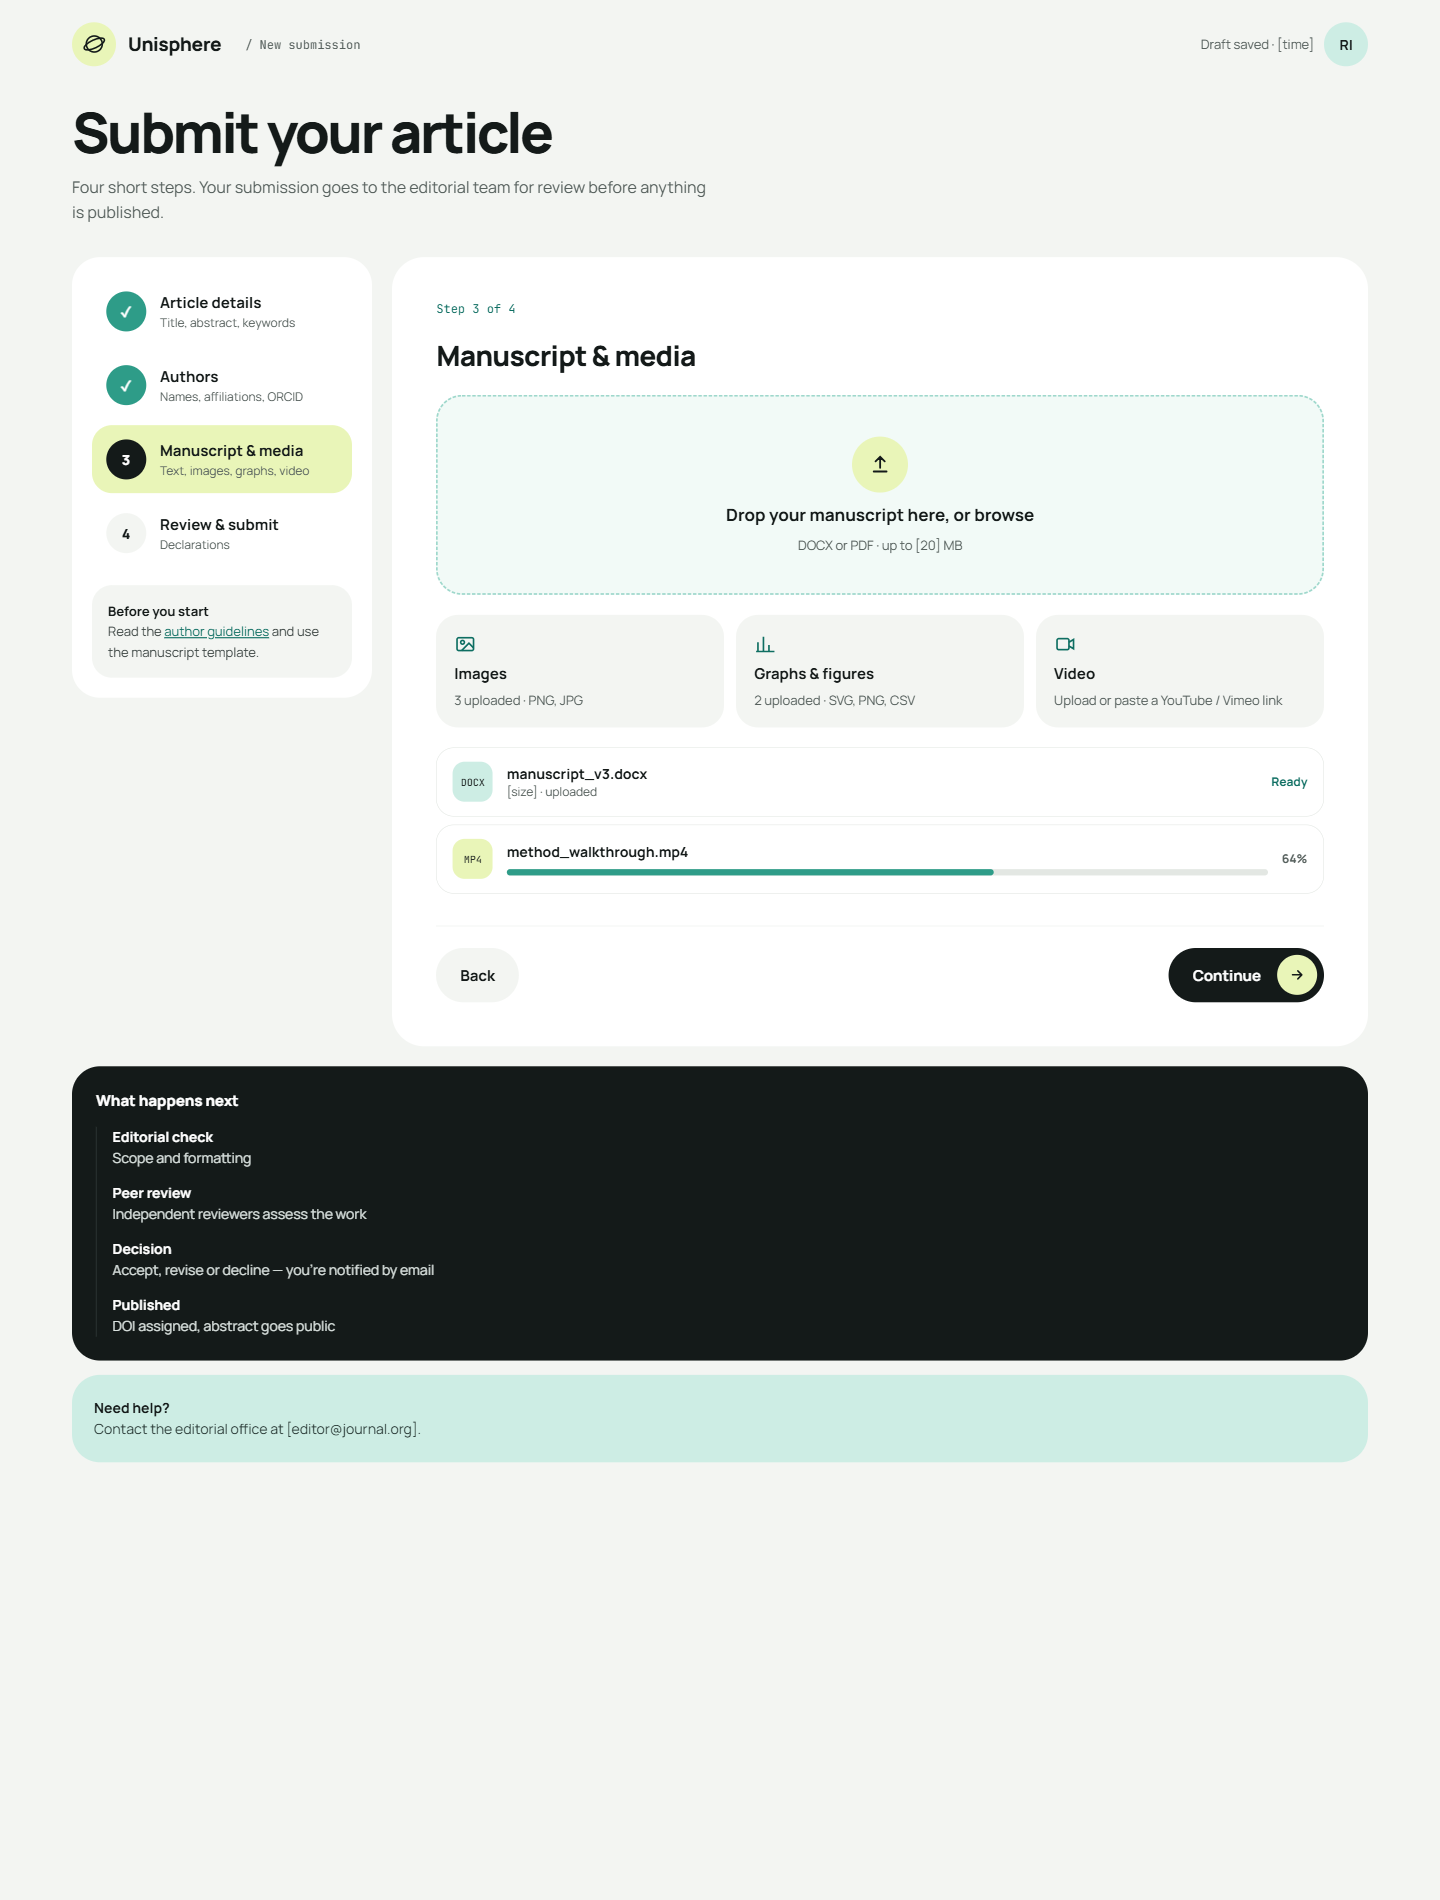 Unisphere
/ New submission
Draft saved · [time]
RI
Submit your article
Four short steps. Your submission goes to the editorial team for review before anything
is published.
Article details
Title, abstract, keywords
Authors
Names, affiliations, ORCID
3
Manuscript & media
Text, images, graphs, video
4
Review & submit
Declarations
Before you start
Read the author guidelines and use
the manuscript template.
Step 3 of 4
Manuscript & media
Drop your manuscript here, or browse
DOCX or PDF · up to [20] MB
Images
3 uploaded · PNG, JPG
Graphs & figures
2 uploaded · SVG, PNG, CSV
Video
Upload or paste a YouTube / Vimeo link
DOCX
manuscript_v3.docx
[size] · uploaded
Ready
MP4
method_walkthrough.mp4
64%
Back
Continue
What happens next
Editorial check
Scope and formatting
Peer review
Independent reviewers assess the work
Decision
Accept, revise or decline — you're notified by email
Published
DOI assigned, abstract goes public
Need help?
Contact the editorial office at [editor@journal.org].